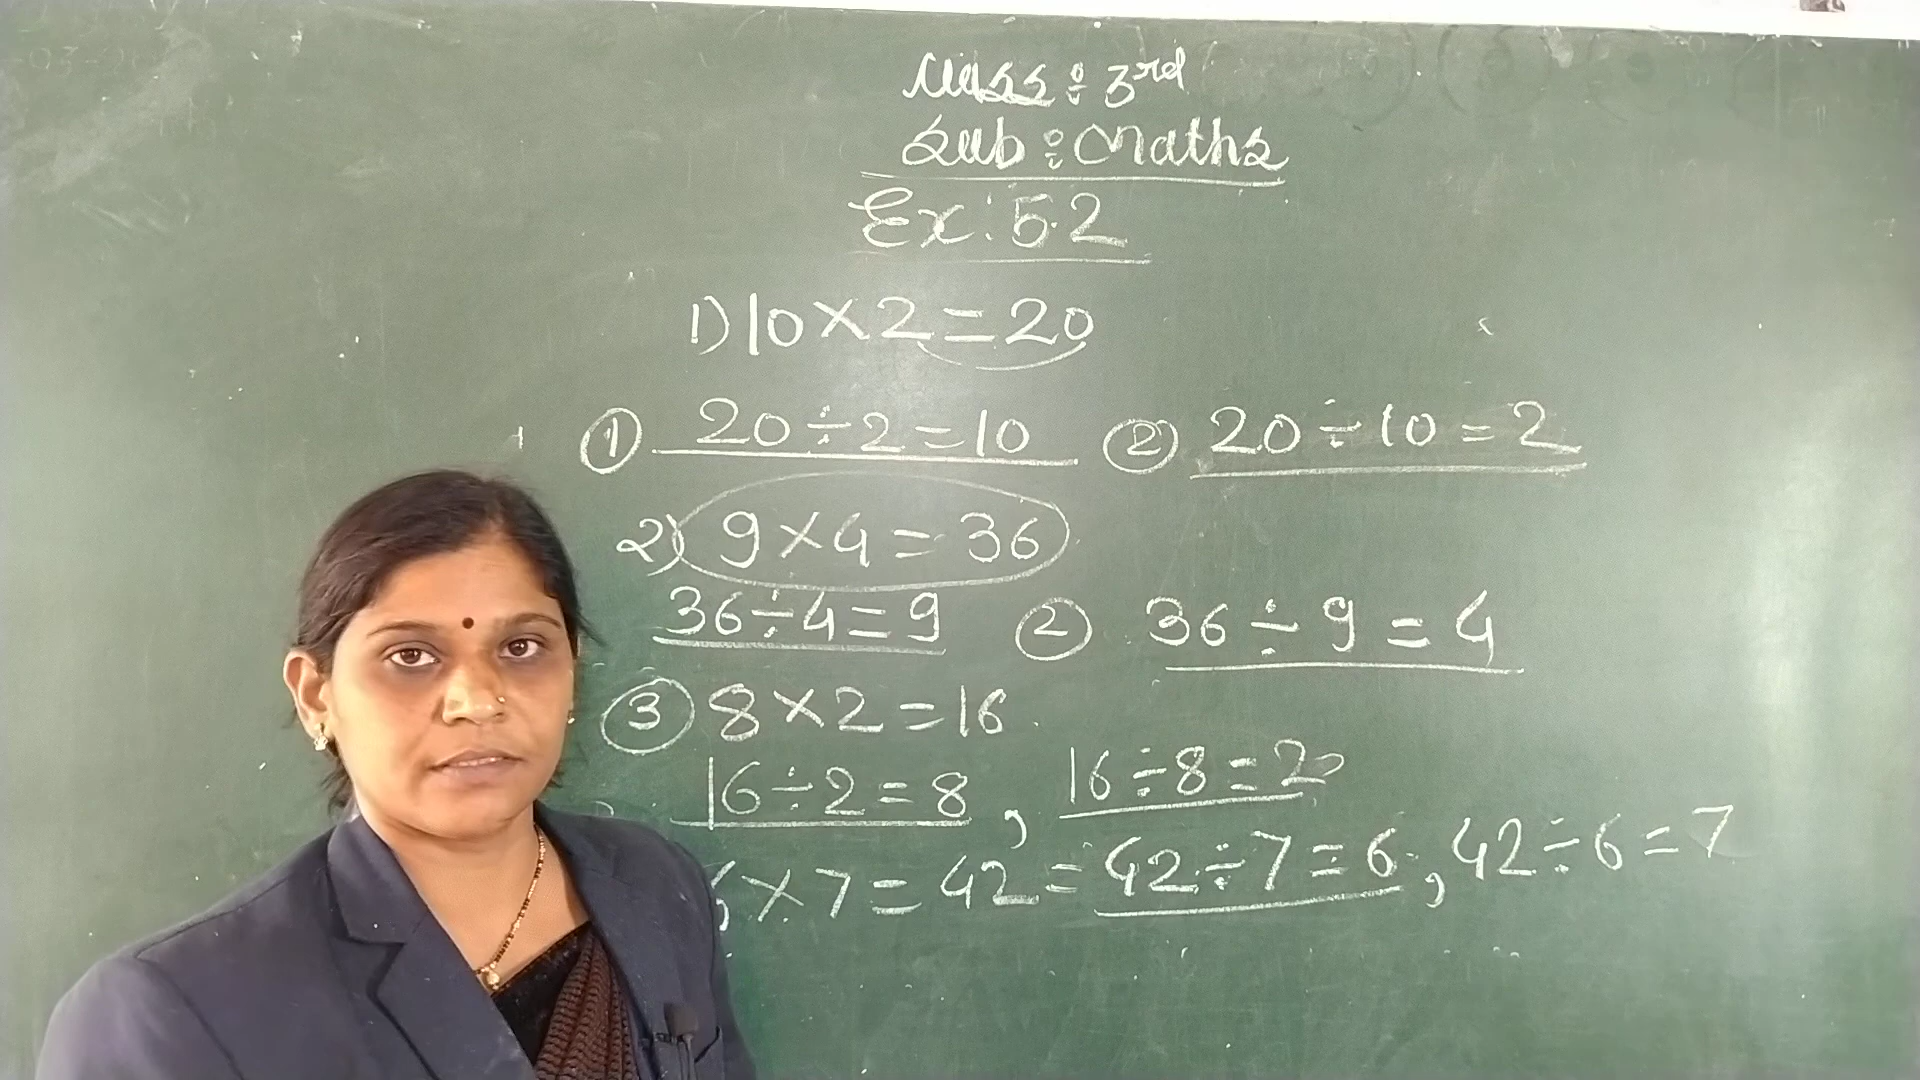 Class : 3rd
Sub : Maths
Ex : 5.2
1) 10 × 2 = 20
① 20 ÷ 2 = 10 ② 20 ÷ 10 = 2
2) 9 × 4 = 36
36 ÷ 4 = 9 ② 36 ÷ 9 = 4
③ 8 × 2 = 16
16 ÷ 2 = 8 , 16 ÷ 8 = 2
× 7 = 42 = 42 ÷ 7 = 6 , 42 ÷ 6 = 7